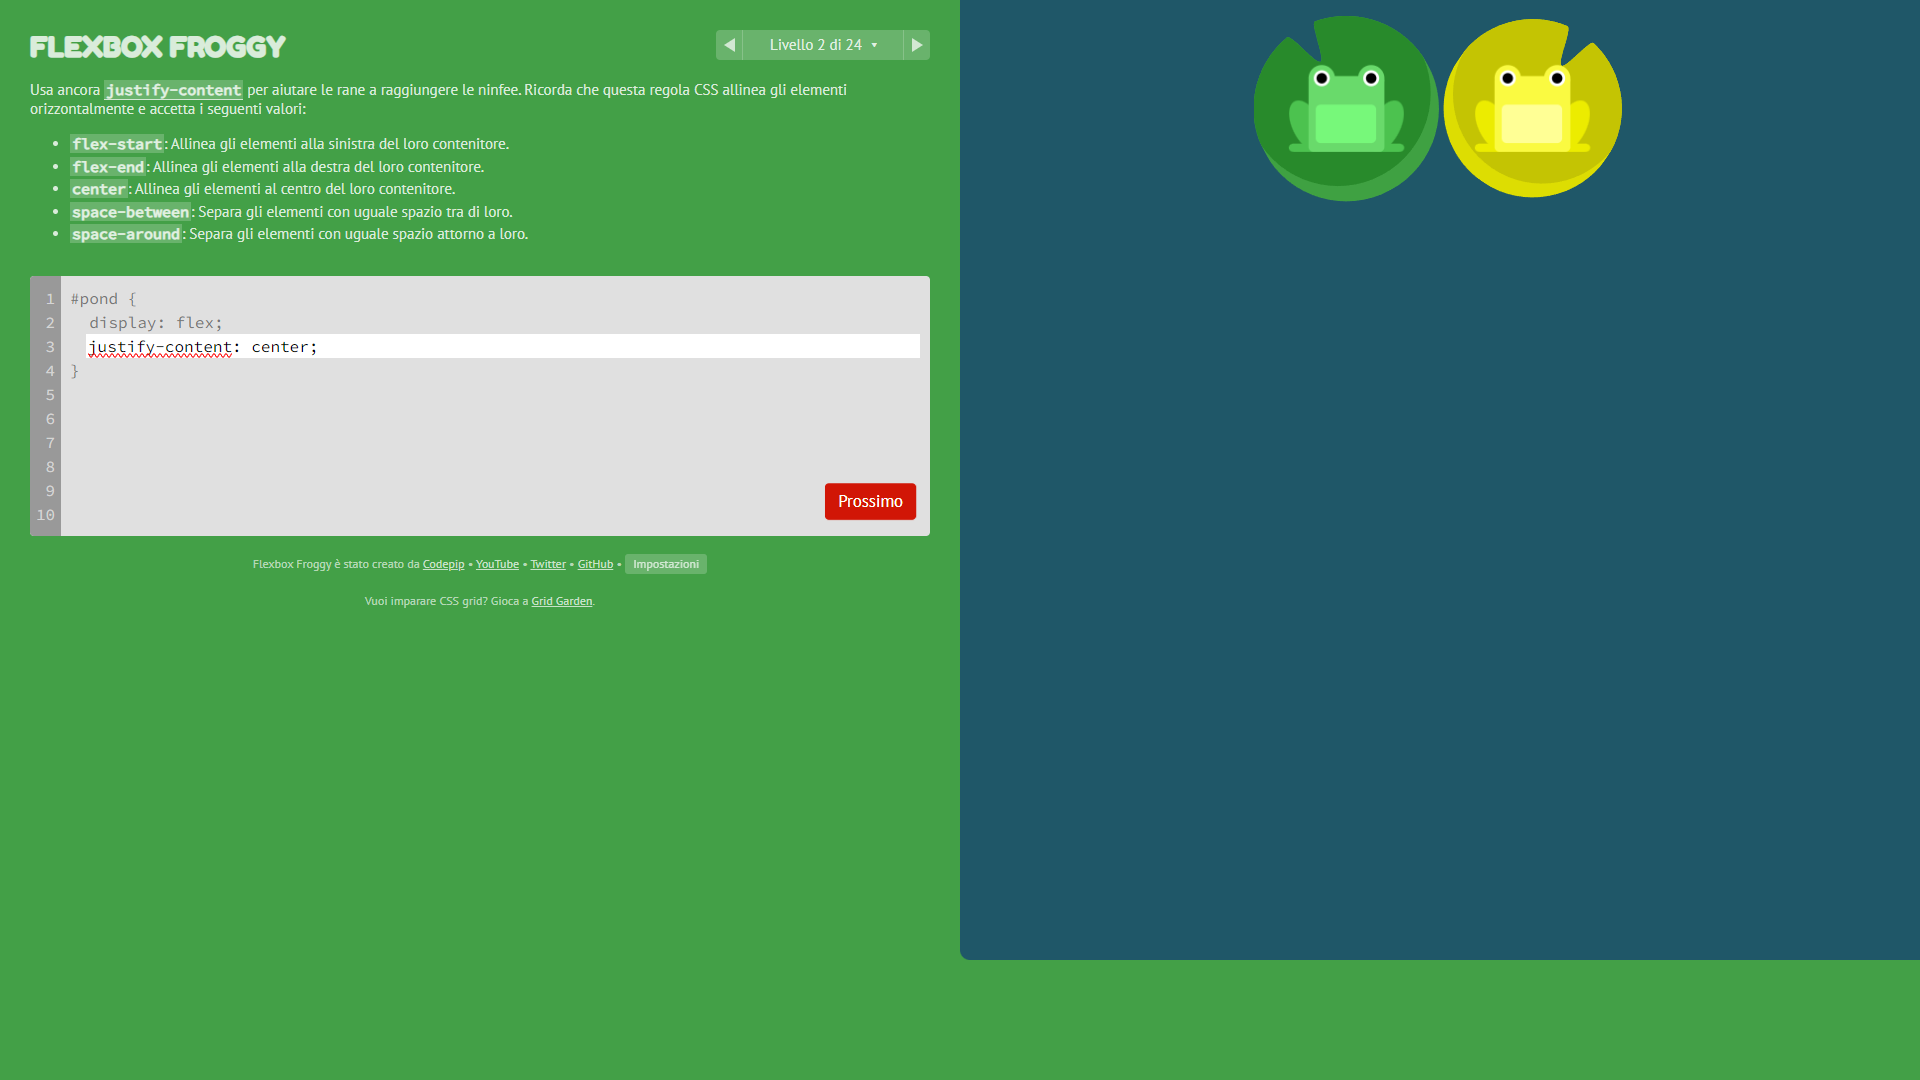 FLEXBOX FROGGY
Livello 2 di 24 ▾
Usa ancora justify-content per aiutare le rane a raggiungere le ninfee. Ricorda che questa regola CSS allinea gli elementi
orizzontalmente e accetta i seguenti valori:
• flex-start: Allinea gli elementi alla sinistra del loro contenitore.
• flex-end: Allinea gli elementi alla destra del loro contenitore.
• center: Allinea gli elementi al centro del loro contenitore.
• space-between: Separa gli elementi con uguale spazio tra di loro.
• space-around: Separa gli elementi con uguale spazio attorno a loro.
1 #pond {
2 display: flex;
3 justify-content: center;
4 }
5
6
7
8
9
10
Prossimo
Flexbox Froggy è stato creato da Codepip • YouTube • Twitter • GitHub • Impostazioni
Vuoi imparare CSS grid? Gioca a Grid Garden.